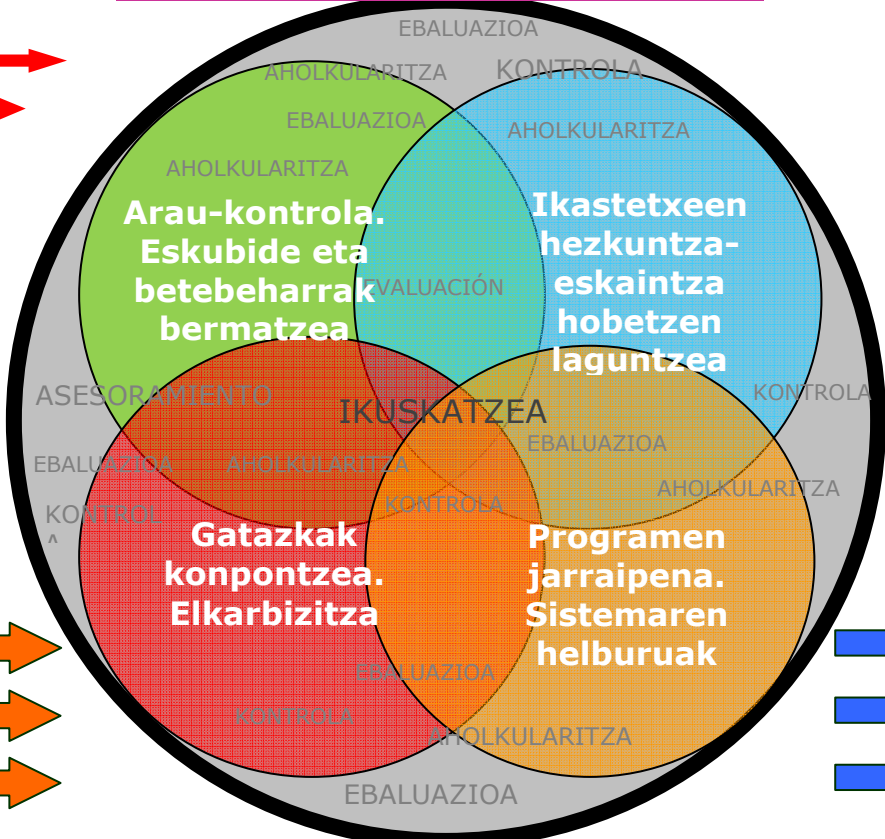 EBALUAZIOA
AHOLKULARITZA
KONTROLA
EBALUAZIOA
AHOLKULARITZA
AHOLKULARITZA
Arau-kontrola.
Eskubide eta
betebeharrak
bermatzea
Ikastetxeen
hezkuntza-
eskaintza
hobetzen
laguntzea
EVALUACIÓN
ASESORAMIENTO
IKUSKATZEA
KONTROLA
EBALUAZIOA
EBALUAZIOA
AHOLKULARITZA
AHOLKULARITZA
KONTROLA
KONTROL
Gatazkak
konpontzea.
Elkarbizitza
Programen
jarraipena.
Sistemaren
helburuak
EBALUAZIOA
KONTROLA
AHOLKULARITZA
EBALUAZIOA